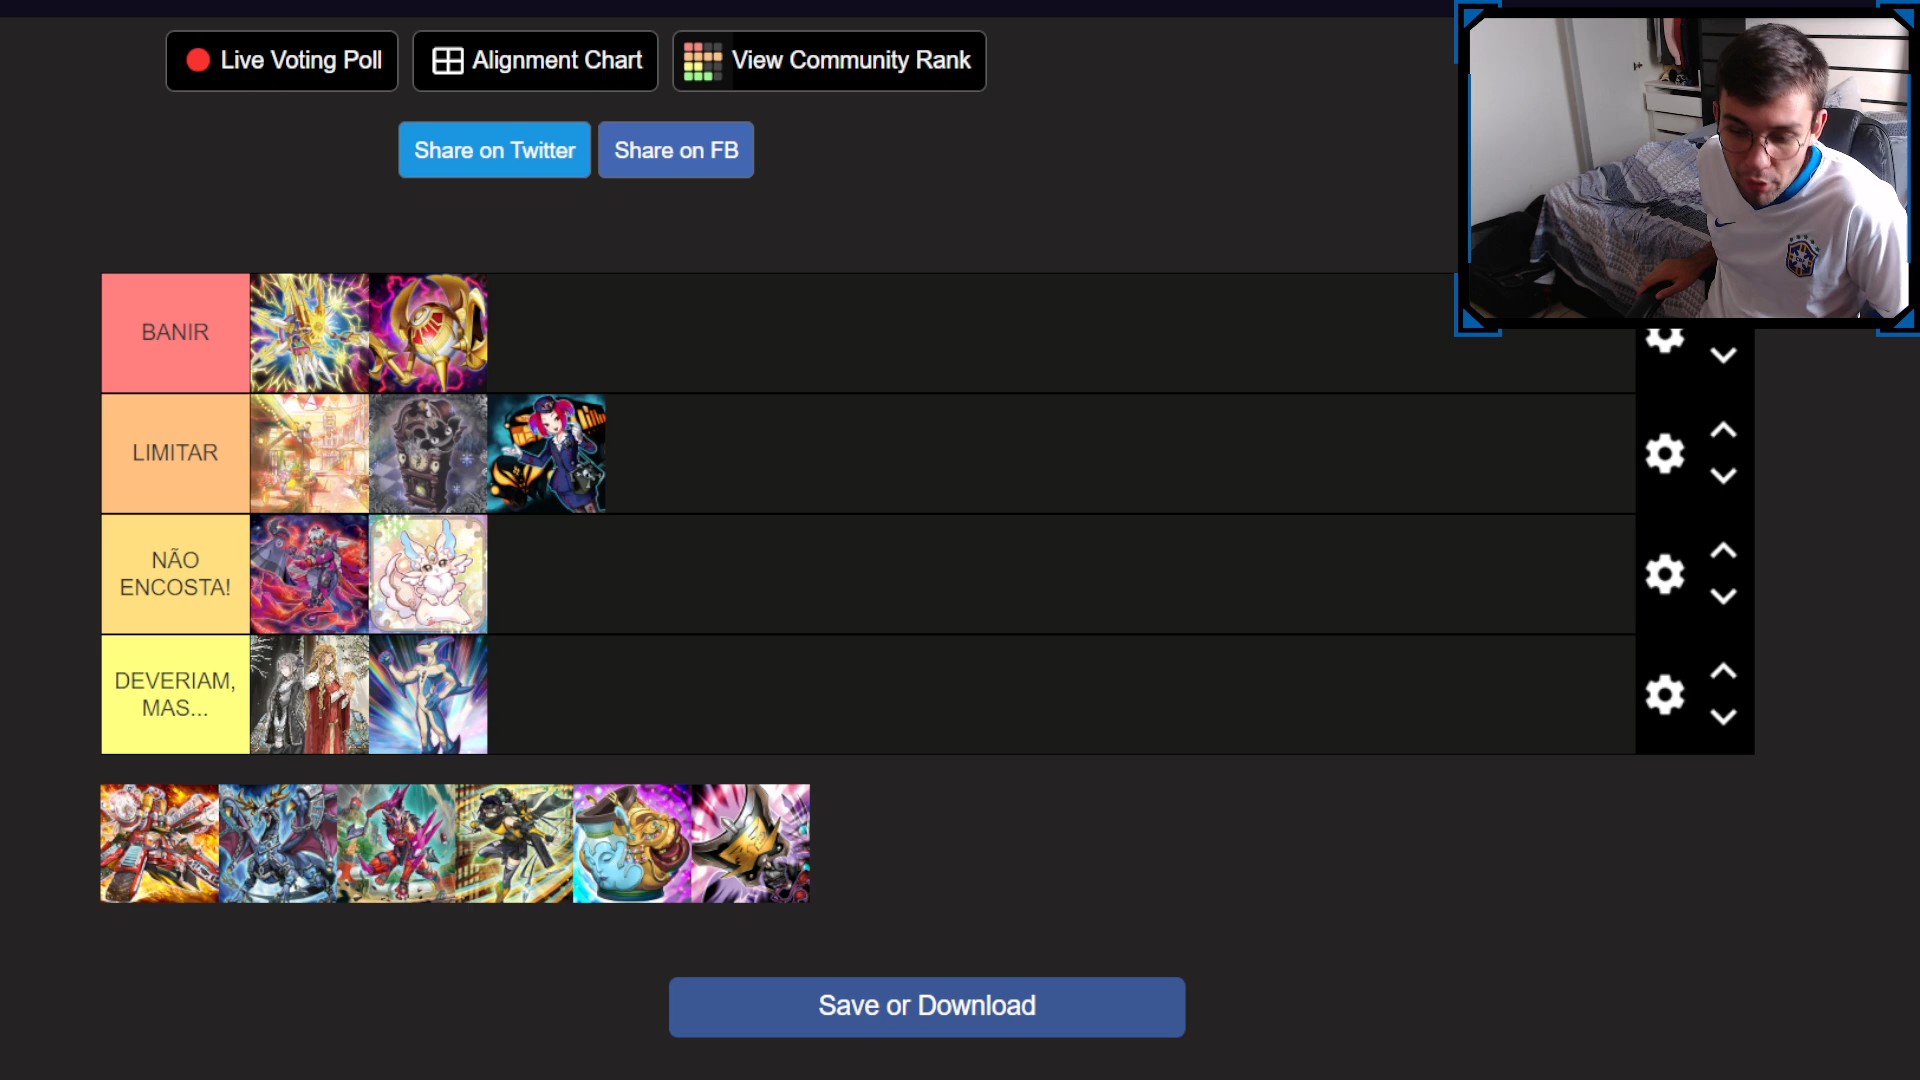 Live Voting Poll
Alignment Chart
View Community Rank
Share on Twitter
Share on FB
BANIR
LIMITAR
NÃO
ENCOSTA!
DEVERIAM,
MAS...
Save or Download